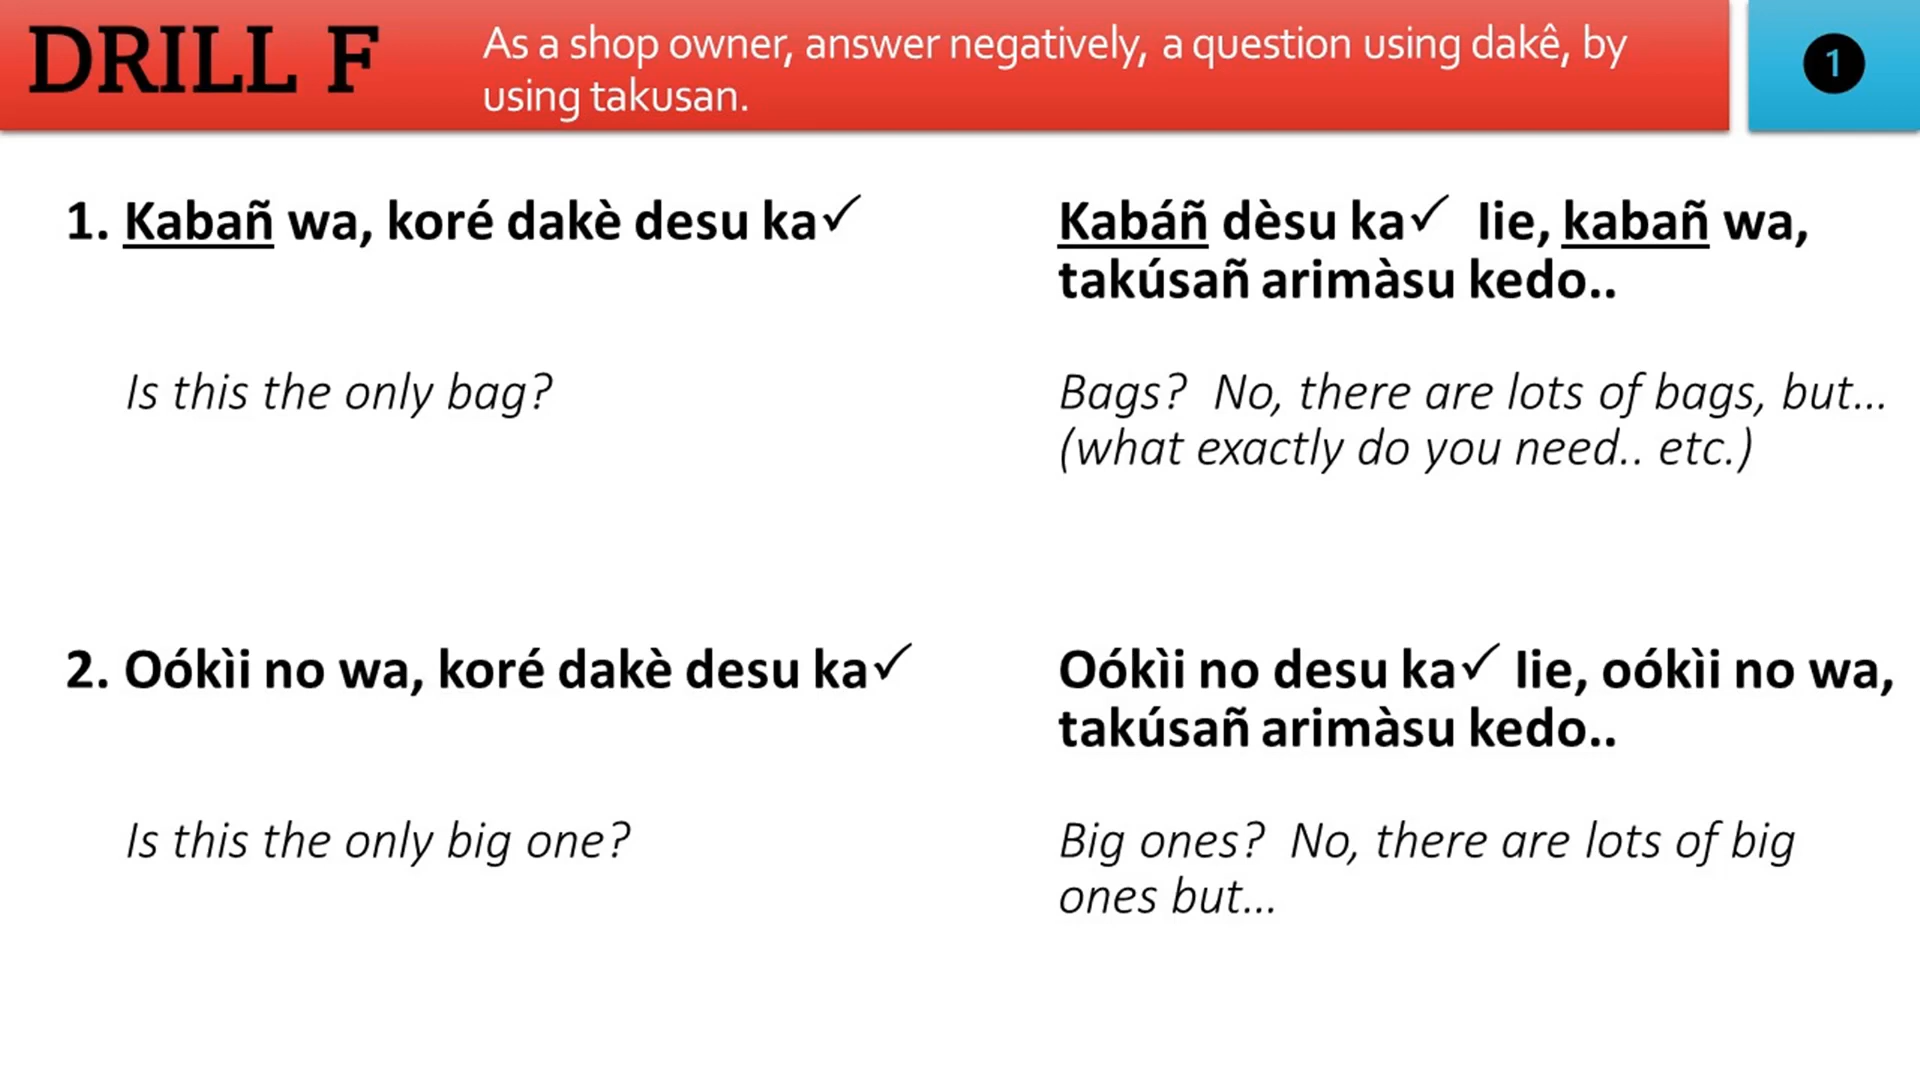 DRILL F
As a shop owner, answer negatively, a question using dakê, by
using takusan.
1
1. Kabañ wa, koré dakè desu ka✓
Kabáñ dèsu ka✓ Iie, kabañ wa,
takúsañ arimàsu kedo..
Is this the only bag?
Bags? No, there are lots of bags, but...
(what exactly do you need.. etc.)
2. Oókìi no wa, koré dakè desu ka✓
Oókìi no desu ka✓ Iie, oókìi no wa,
takúsañ arimàsu kedo..
Is this the only big one?
Big ones? No, there are lots of big
ones but...